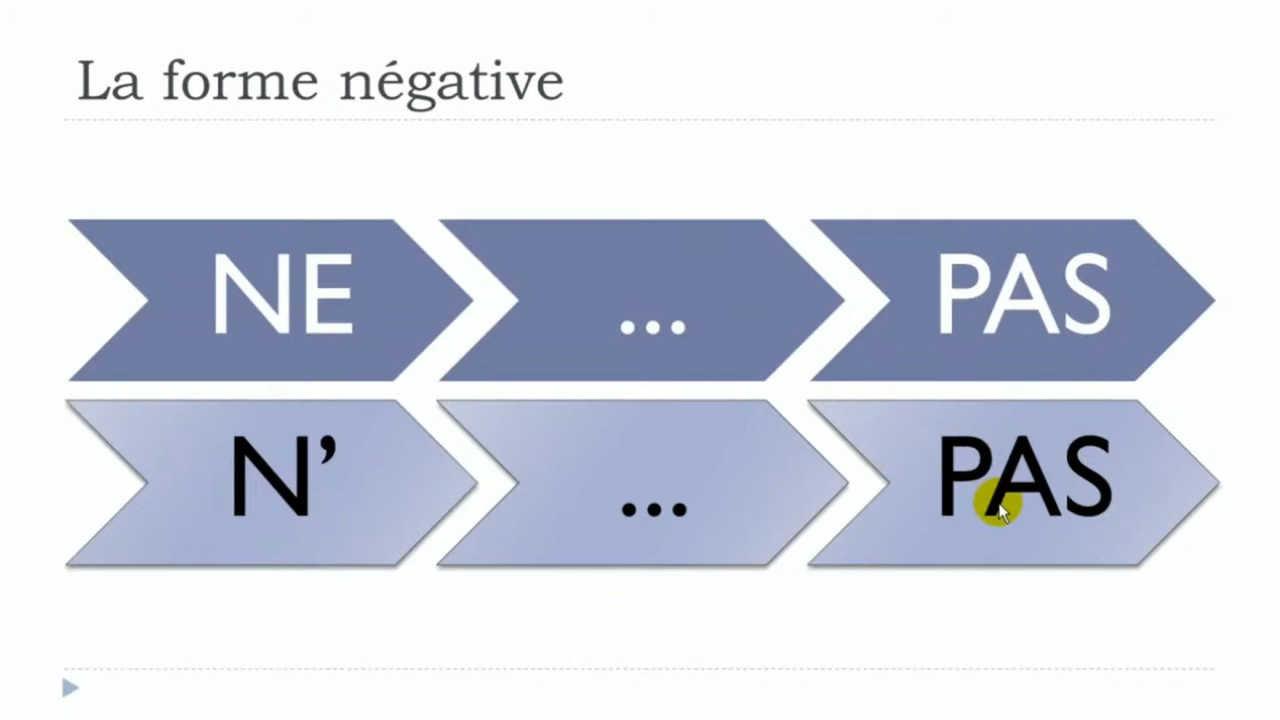 La forme négative
NE ... PAS
N’ ... PAS